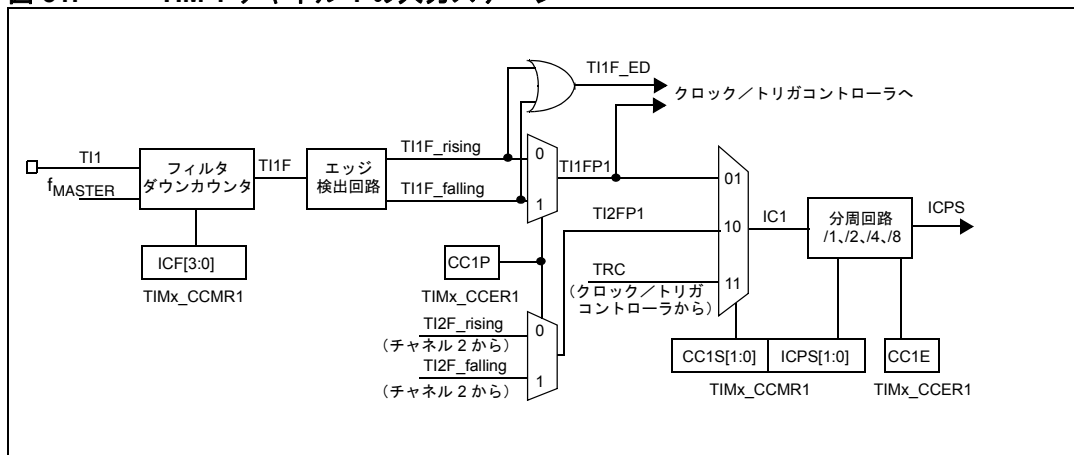 TI1F_ED
クロック／トリガコントローラへ
TI1
fMASTER
フィルタ
ダウンカウンタ
TI1F
エッジ
検出回路
TI1F_rising
TI1F_falling
0
1
TI1FP1
TI2FP1
TRC
（クロック／トリガ
コントローラから）
01
10
11
IC1
分周回路
/1、/2、/4、/8
ICPS
ICF[3:0]
TIMx_CCMR1
CC1P
TIMx_CCER1
TI2F_rising
（チャネル 2 から）
TI2F_falling
（チャネル 2 から）
0
1
CC1S[1:0]
ICPS[1:0]
TIMx_CCMR1
CC1E
TIMx_CCER1